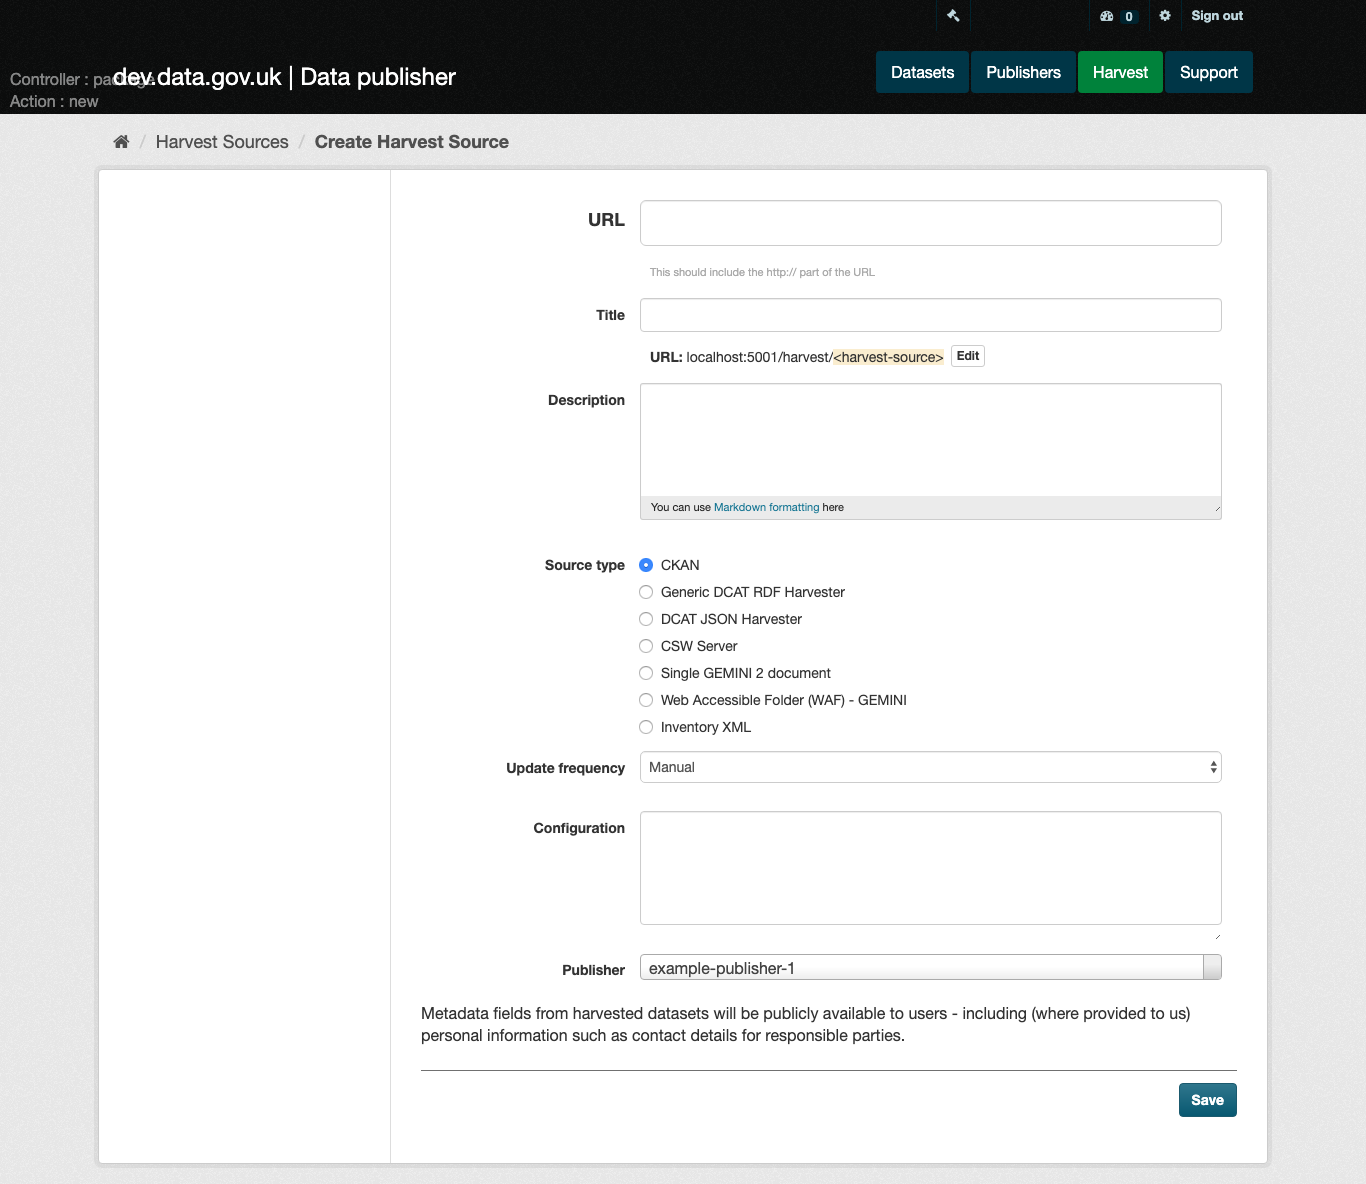 0
Sign out
Controller : package
Action : new
dev.data.gov.uk | Data publisher
Datasets
Publishers
Harvest
Support
/ Harvest Sources / Create Harvest Source
URL
This should include the http:// part of the URL
Title
URL: localhost:5001/harvest/<harvest-source> Edit
Description
You can use Markdown formatting here
Source type
CKAN
Generic DCAT RDF Harvester
DCAT JSON Harvester
CSW Server
Single GEMINI 2 document
Web Accessible Folder (WAF) - GEMINI
Inventory XML
Update frequency
Manual
Configuration
Publisher
example-publisher-1
Metadata fields from harvested datasets will be publicly available to users - including (where provided to us)
personal information such as contact details for responsible parties.
Save